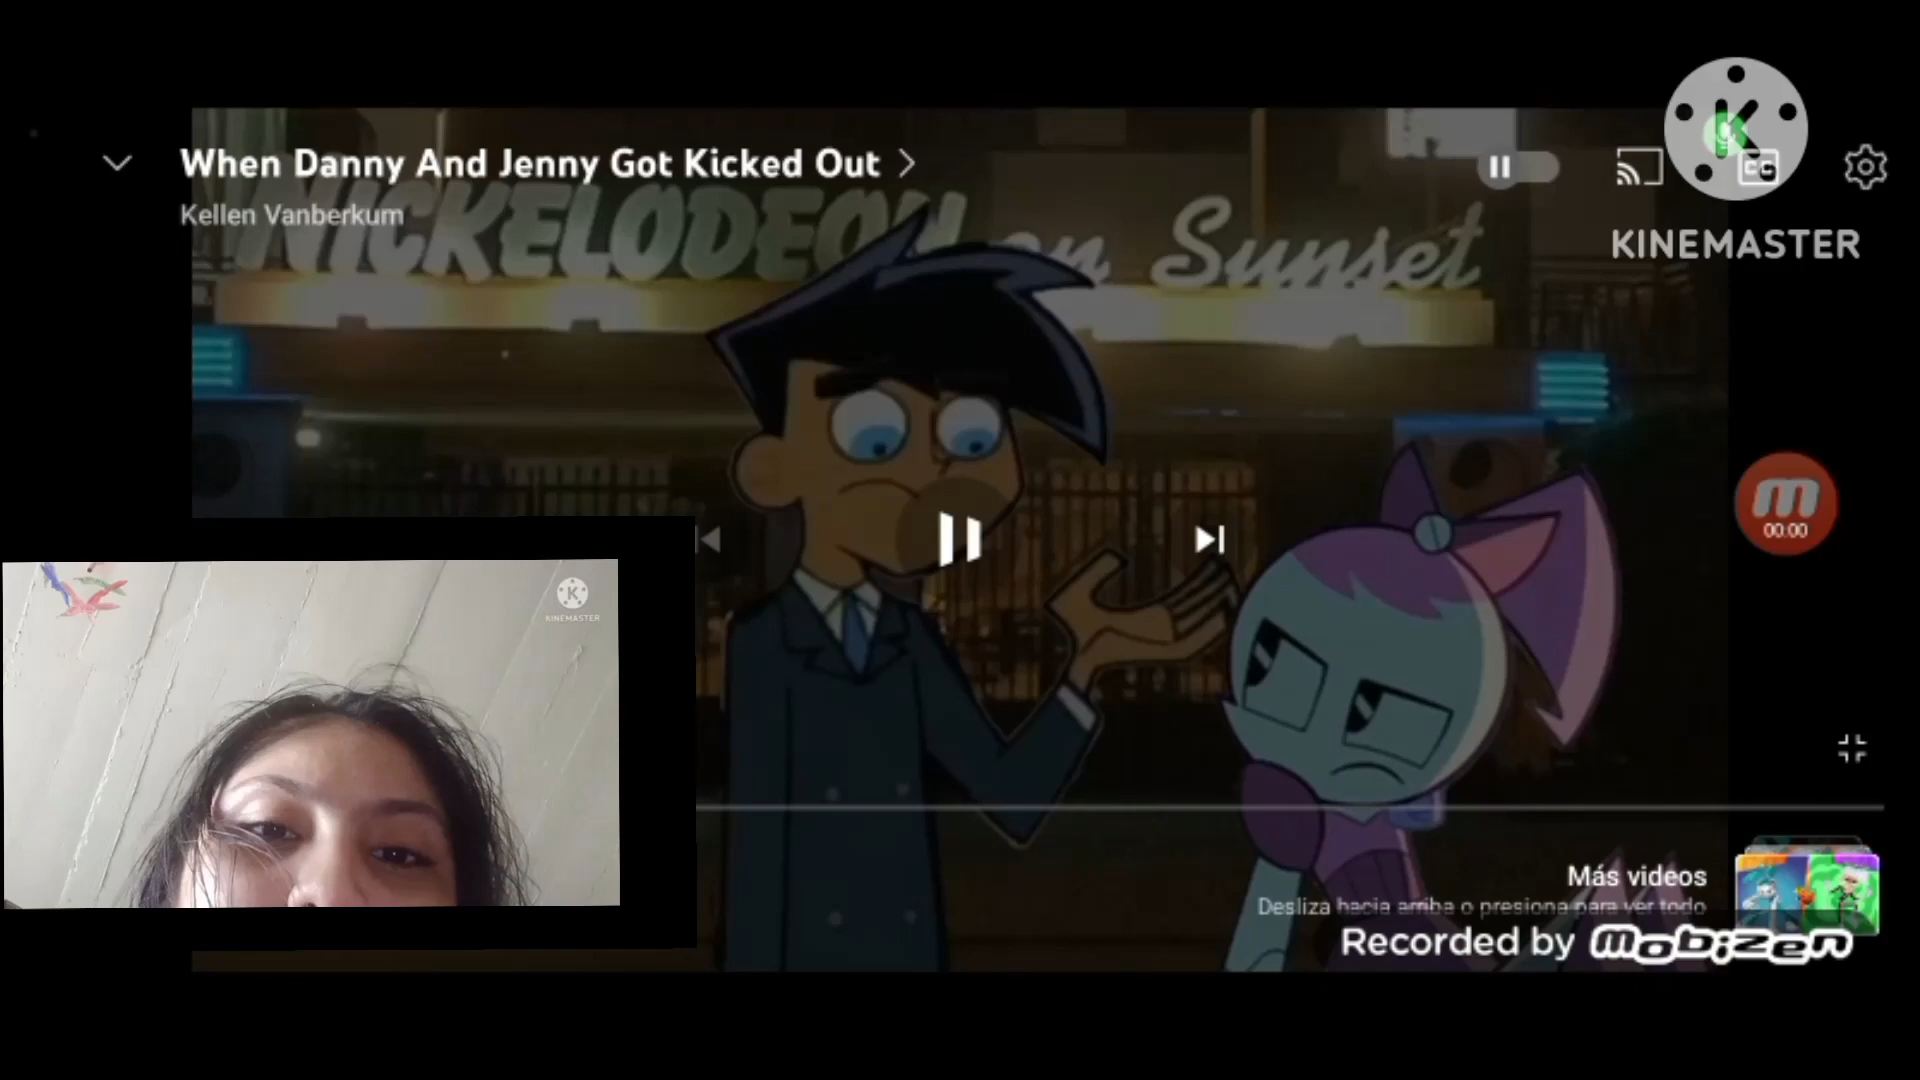 When Danny And Jenny Got Kicked Out
Kellen Vanberkum
NICKELODEON on Sunset
CC
KINEMASTER
KINEMASTER
00:00
Más videos
Desliza hacia arriba o presiona para ver todo
Recorded by mobizen